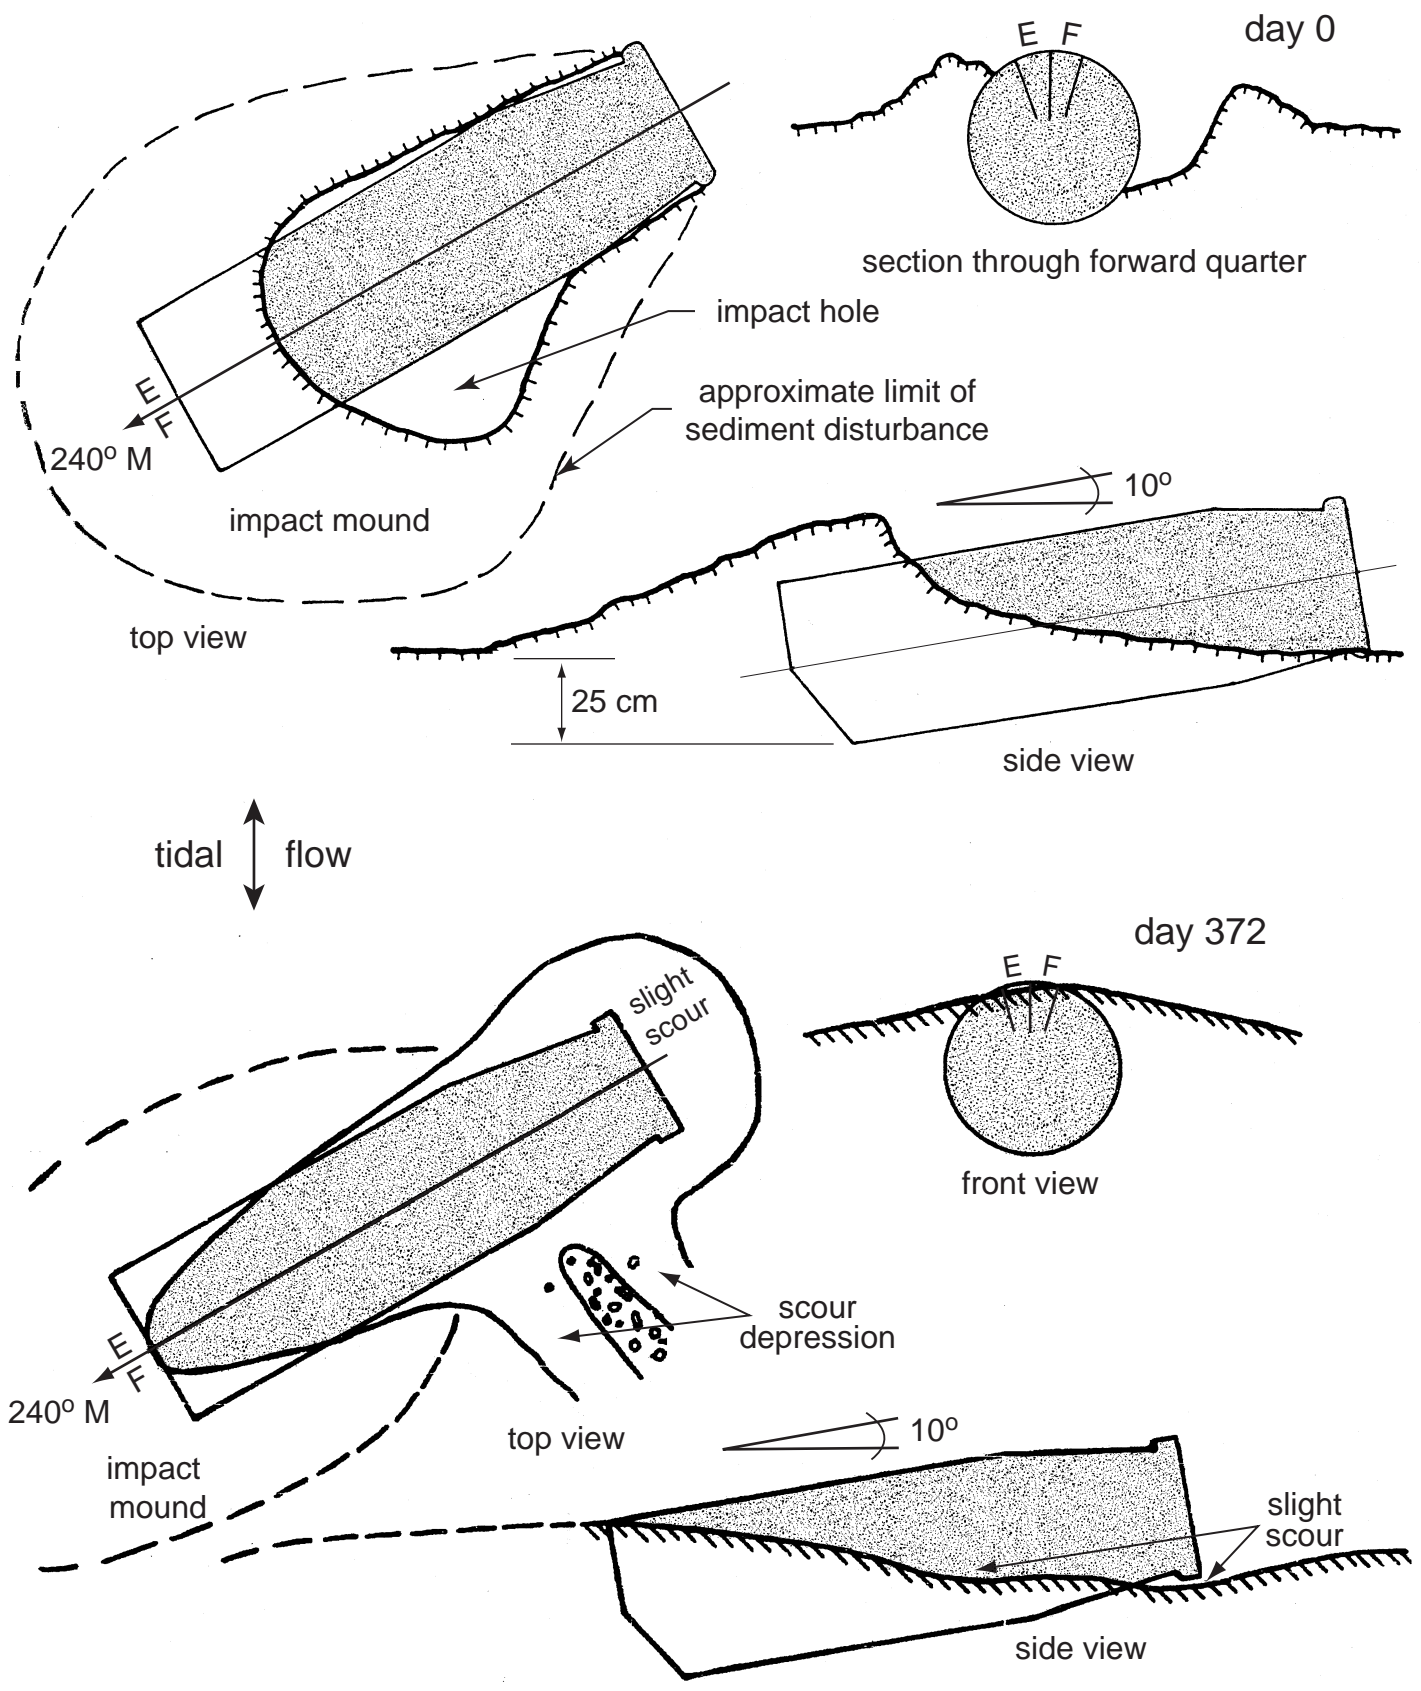 E F
day 0
section through forward quarter
impact hole
approximate limit of
sediment disturbance
E
F
240º M
impact mound
10º
top view
25 cm
side view
tidal flow
day 372
slight
scour
E F
front view
scour
depression
E
F
240º M
top view
10º
impact
mound
slight
scour
side view